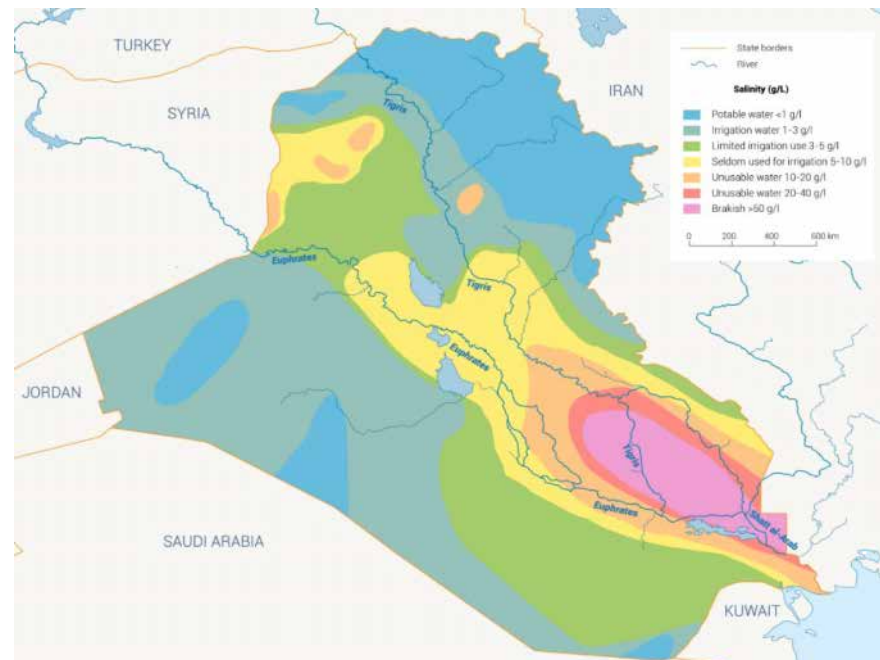 TURKEY
SYRIA
IRAN
JORDAN
SAUDI ARABIA
KUWAIT
Tigris
Euphrates
Tigris
Euphrates
Tigris
Euphrates
Shatt al-Arab
State borders
River
Salinity (g/L)
Potable water <1 g/l
Irrigation water 1-3 g/l
Limited irrigation use 3-5 g/l
Seldom used for irrigation 5-10 g/l
Unusable water 10-20 g/l
Unusable water 20-40 g/l
Brakish >60 g/l
0 200 400 600 km